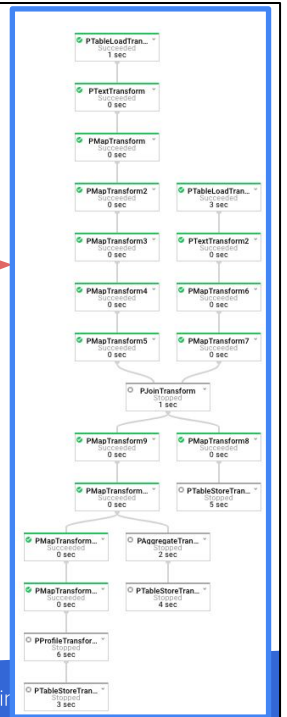 PTableLoadTran...
Succeeded
1 sec
PTextTransform
Succeeded
0 sec
PMapTransform
Succeeded
0 sec
PMapTransform2
Succeeded
0 sec
PTableLoadTran...
Succeeded
3 sec
PMapTransform3
Succeeded
0 sec
PTextTransform2
Succeeded
0 sec
PMapTransform4
Succeeded
0 sec
PMapTransform6
Succeeded
0 sec
PMapTransform5
Succeeded
0 sec
PMapTransform7
Succeeded
0 sec
PJoinTransform
Stopped
1 sec
PMapTransform9
Succeeded
0 sec
PMapTransform8
Succeeded
0 sec
PMapTransform...
Succeeded
0 sec
PTableStoreTran...
Stopped
5 sec
PMapTransform...
Succeeded
0 sec
PAggregateTran...
Stopped
2 sec
PMapTransform...
Succeeded
0 sec
PTableStoreTran...
Stopped
4 sec
PProfileTransfor...
Stopped
6 sec
PTableStoreTran...
Stopped
3 sec